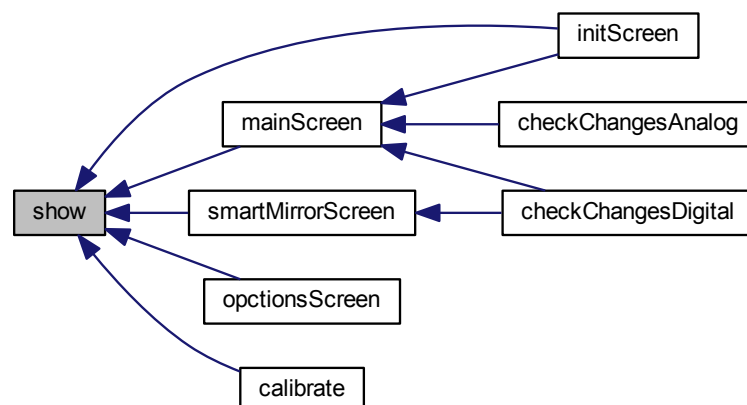 initScreen
mainScreen
checkChangesAnalog
show
smartMirrorScreen
checkChangesDigital
opctionsScreen
calibrate